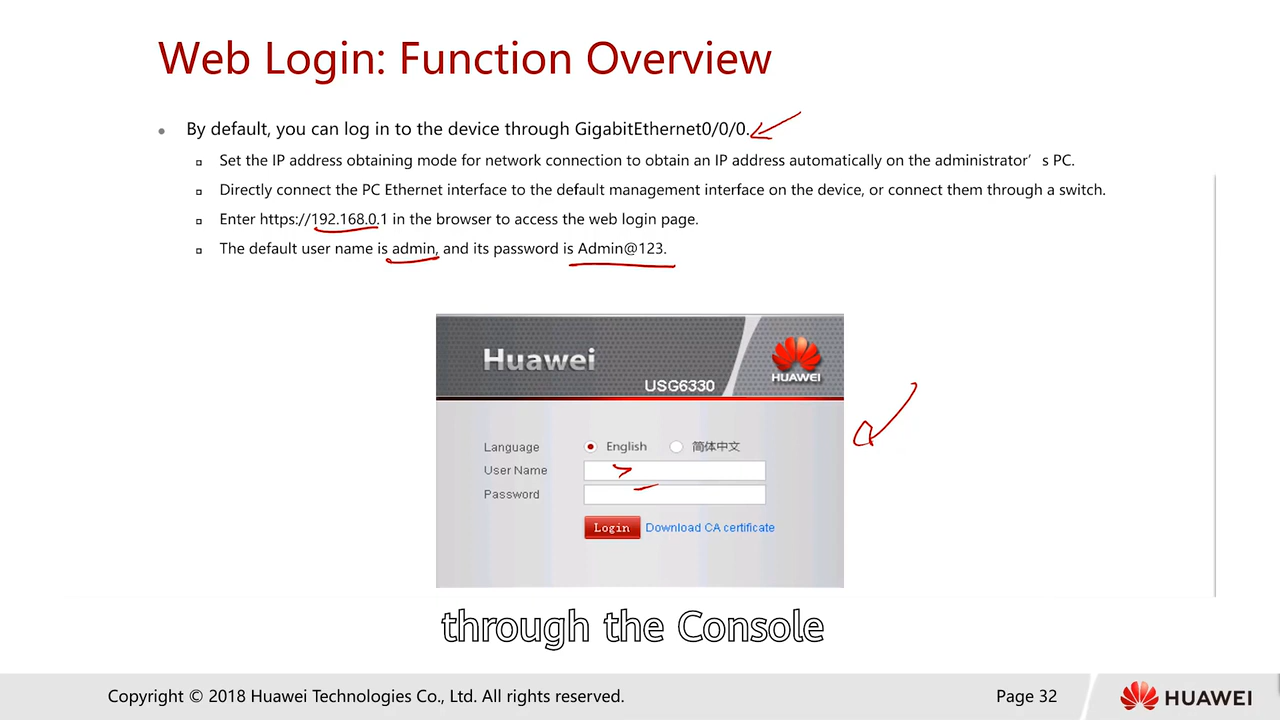 Web Login: Function Overview
By default, you can log in to the device through GigabitEthernet0/0/0.
Set the IP address obtaining mode for network connection to obtain an IP address automatically on the administrator’s PC.
Directly connect the PC Ethernet interface to the default management interface on the device, or connect them through a switch.
Enter https://192.168.0.1 in the browser to access the web login page.
The default user name is admin, and its password is Admin@123.
Huawei
USG6330
HUAWEI
Language English 简体中文
User Name
Password
Login Download CA certificate
through the Console
Copyright © 2018 Huawei Technologies Co., Ltd. All rights reserved.
Page 32
HUAWEI